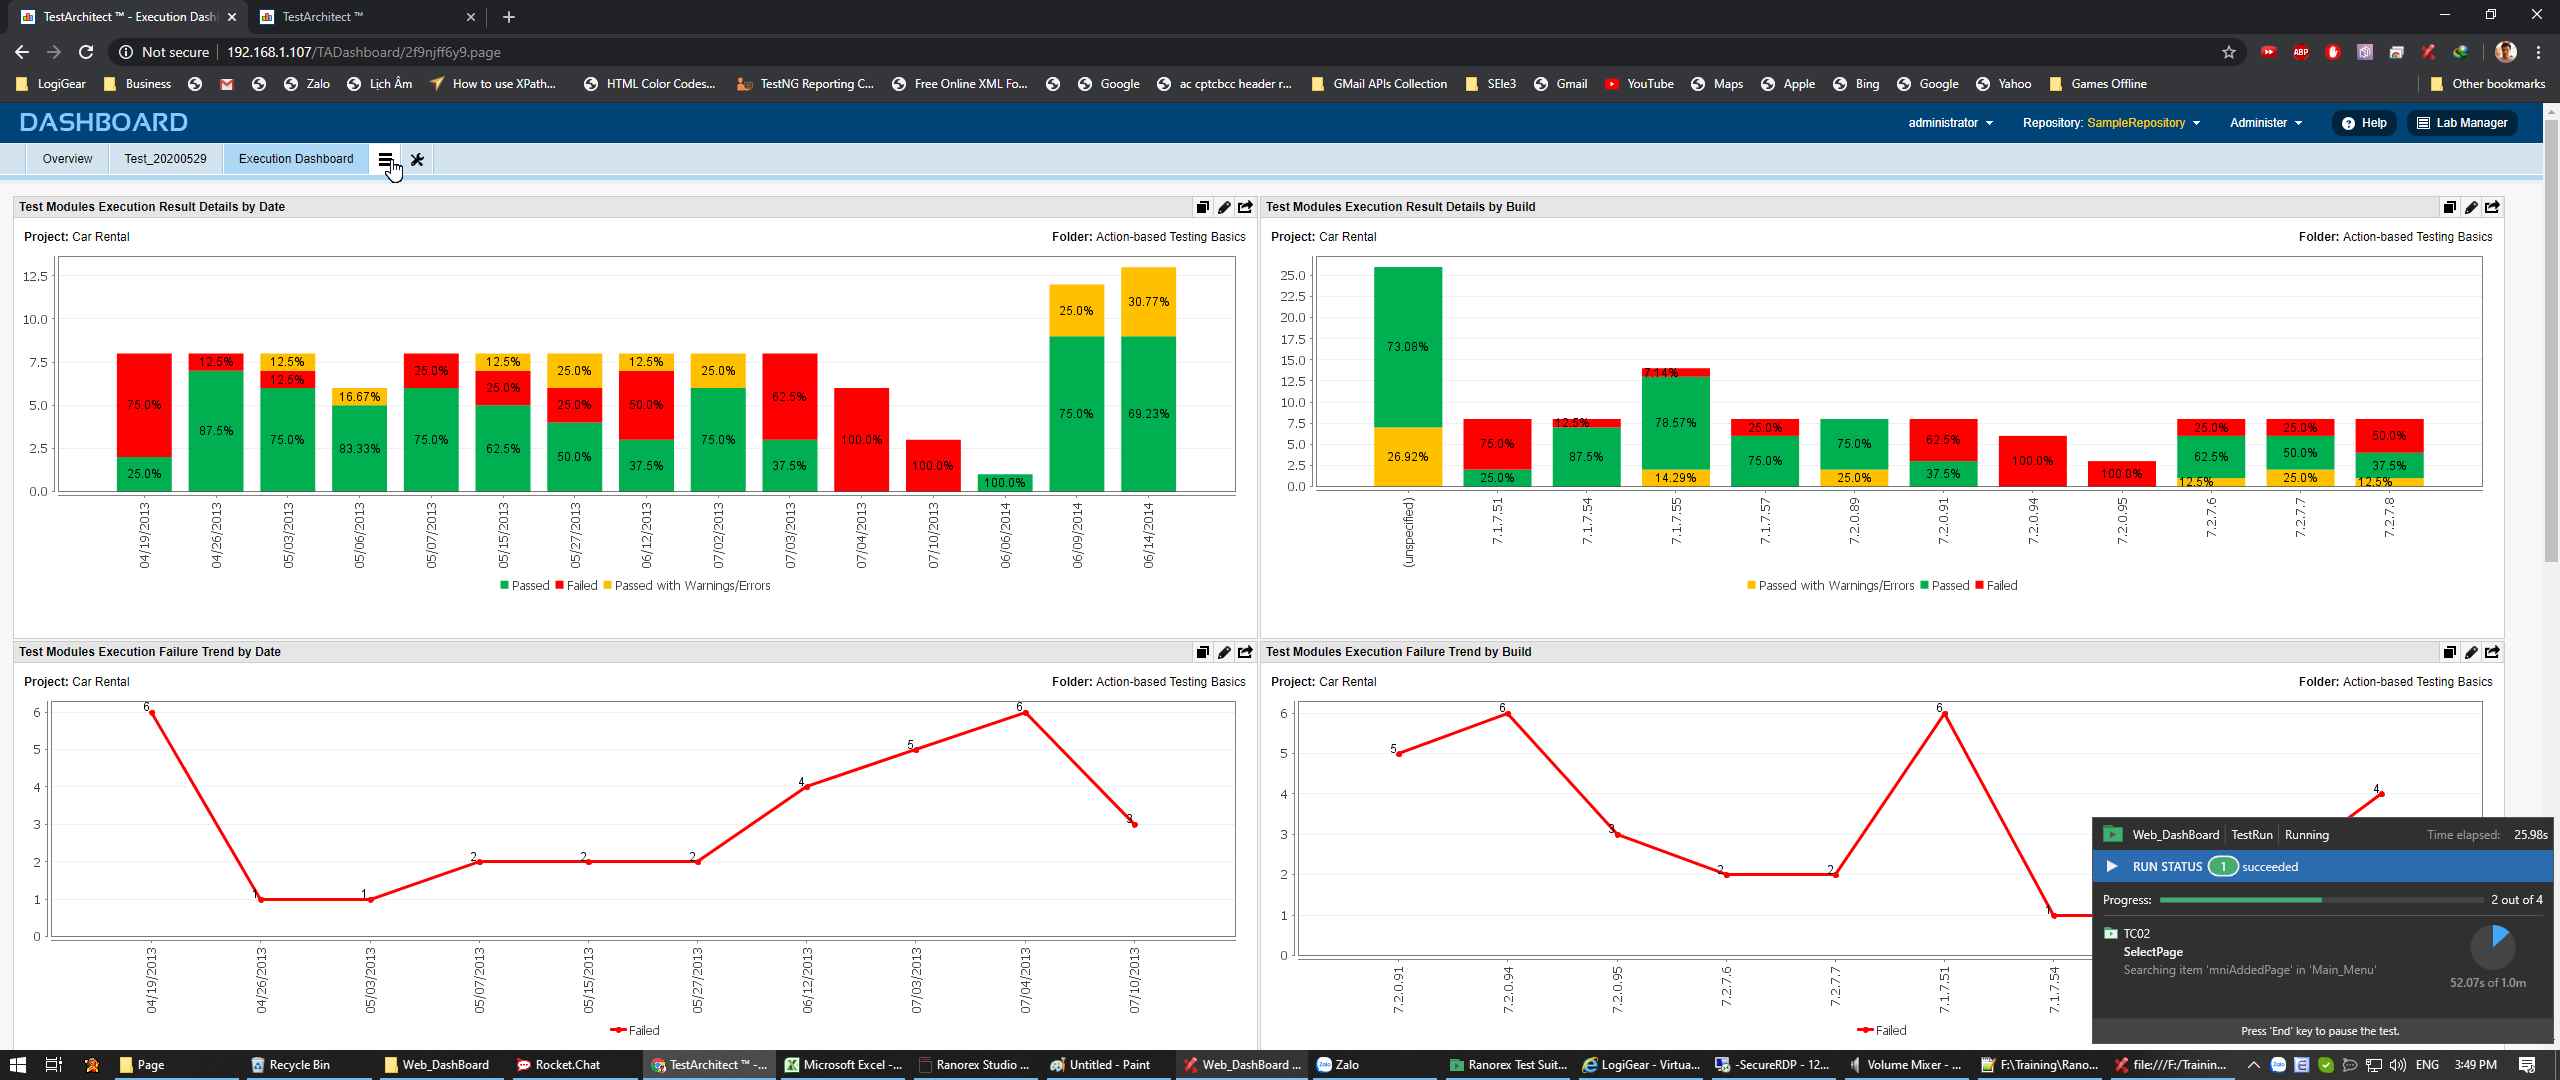 TestArchitect ™ - Execution Dash
TestArchitect ™
Not secure
192.168.1.107/TADashboard/2f9njff6y9.page
ABP
LogiGear
Business
Zalo
Lịch Âm
How to use XPath...
HTML Color Codes...
TestNG Reporting C...
Free Online XML Fo...
Google
ac cptcbcc header r...
GMail APIs Collection
SEle3
Gmail
YouTube
Maps
Apple
Bing
Google
Yahoo
Games Offline
Other bookmarks
DASHBOARD
administrator
Repository: SampleRepository
Administer
Help
Lab Manager
Overview
Test_20200529
Execution Dashboard
Test Modules Execution Result Details by Date
Project: Car Rental
Folder: Action-based Testing Basics
12.5
10.0
7.5
5.0
2.5
0.0
75.0%
25.0%
12.5%
87.5%
12.5%
12.5%
75.0%
16.67%
83.33%
25.0%
75.0%
12.5%
25.0%
62.5%
25.0%
25.0%
50.0%
12.5%
50.0%
37.5%
25.0%
75.0%
62.5%
37.5%
100.0%
100.0%
100.0%
25.0%
75.0%
30.77%
69.23%
04/19/2013
04/26/2013
05/03/2013
05/06/2013
05/07/2013
05/15/2013
05/27/2013
06/12/2013
07/02/2013
07/03/2013
07/04/2013
07/10/2013
06/06/2014
06/09/2014
06/14/2014
Passed Failed Passed with Warnings/Errors
Test Modules Execution Result Details by Build
Project: Car Rental
Folder: Action-based Testing Basics
25.0
22.5
20.0
17.5
15.0
12.5
10.0
7.5
5.0
2.5
0.0
73.08%
26.92%
75.0%
25.0%
12.5%
87.5%
7.14%
78.57%
14.29%
25.0%
75.0%
75.0%
25.0%
62.5%
37.5%
100.0%
100.0%
25.0%
62.5%
12.5%
25.0%
50.0%
25.0%
50.0%
37.5%
12.5%
(unspecified)
7.1.7.51
7.1.7.54
7.1.7.55
7.1.7.57
7.2.0.89
7.2.0.91
7.2.0.94
7.2.0.95
7.2.7.6
7.2.7.7
7.2.7.8
Passed with Warnings/Errors Passed Failed
Test Modules Execution Failure Trend by Date
Project: Car Rental
Folder: Action-based Testing Basics
6
5
4
3
2
1
0
6
1
1
2
2
2
4
5
6
3
04/19/2013
04/26/2013
05/03/2013
05/07/2013
05/15/2013
05/27/2013
06/12/2013
07/03/2013
07/04/2013
07/10/2013
Failed
Test Modules Execution Failure Trend by Build
Project: Car Rental
Folder: Action-based Testing Basics
6
5
4
3
2
1
0
5
6
3
2
2
6
1
4
7.2.0.91
7.2.0.94
7.2.0.95
7.2.7.6
7.2.7.7
7.1.7.51
7.1.7.54
Failed
Web_DashBoard TestRun Running
Time elapsed: 25.98s
RUN STATUS 1 succeeded
Progress: 2 out of 4
TC02
SelectPage
Searching item 'mniAddedPage' in 'Main_Menu'
52.07s of 1.0m
Press 'End' key to pause the test.
Page
Recycle Bin
Web_DashBoard
Rocket.Chat
TestArchitect ™ -...
Microsoft Excel -...
Ranorex Studio ...
Untitled - Paint
Web_DashBoard ...
Zalo
Ranorex Test Suit...
LogiGear - Virtua...
-SecureRDP - 12...
Volume Mixer - ...
F:\Training\Rano...
file:///F:/Trainin...
ENG
3:49 PM